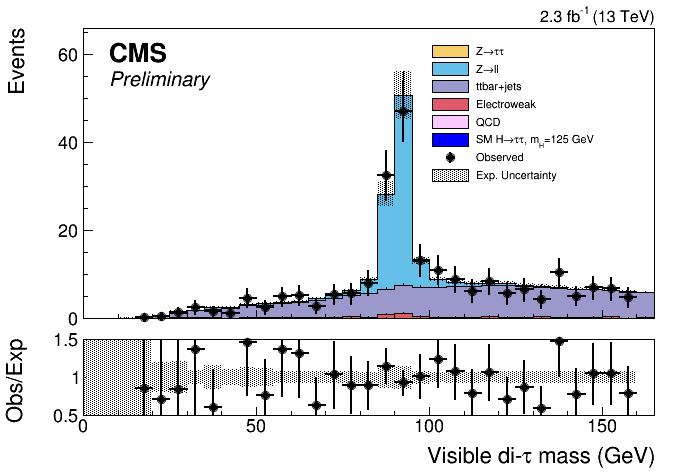 2.3 fb⁻¹ (13 TeV)
CMS
Preliminary
Events
60
40
20
0
Z→ττ
Z→ll
ttbar+jets
Electroweak
QCD
SM H→ττ, m_H=125 GeV
Observed
Exp. Uncertainty
Obs/Exp
1.5
1
0.5
0 50 100 150
Visible di-τ mass (GeV)